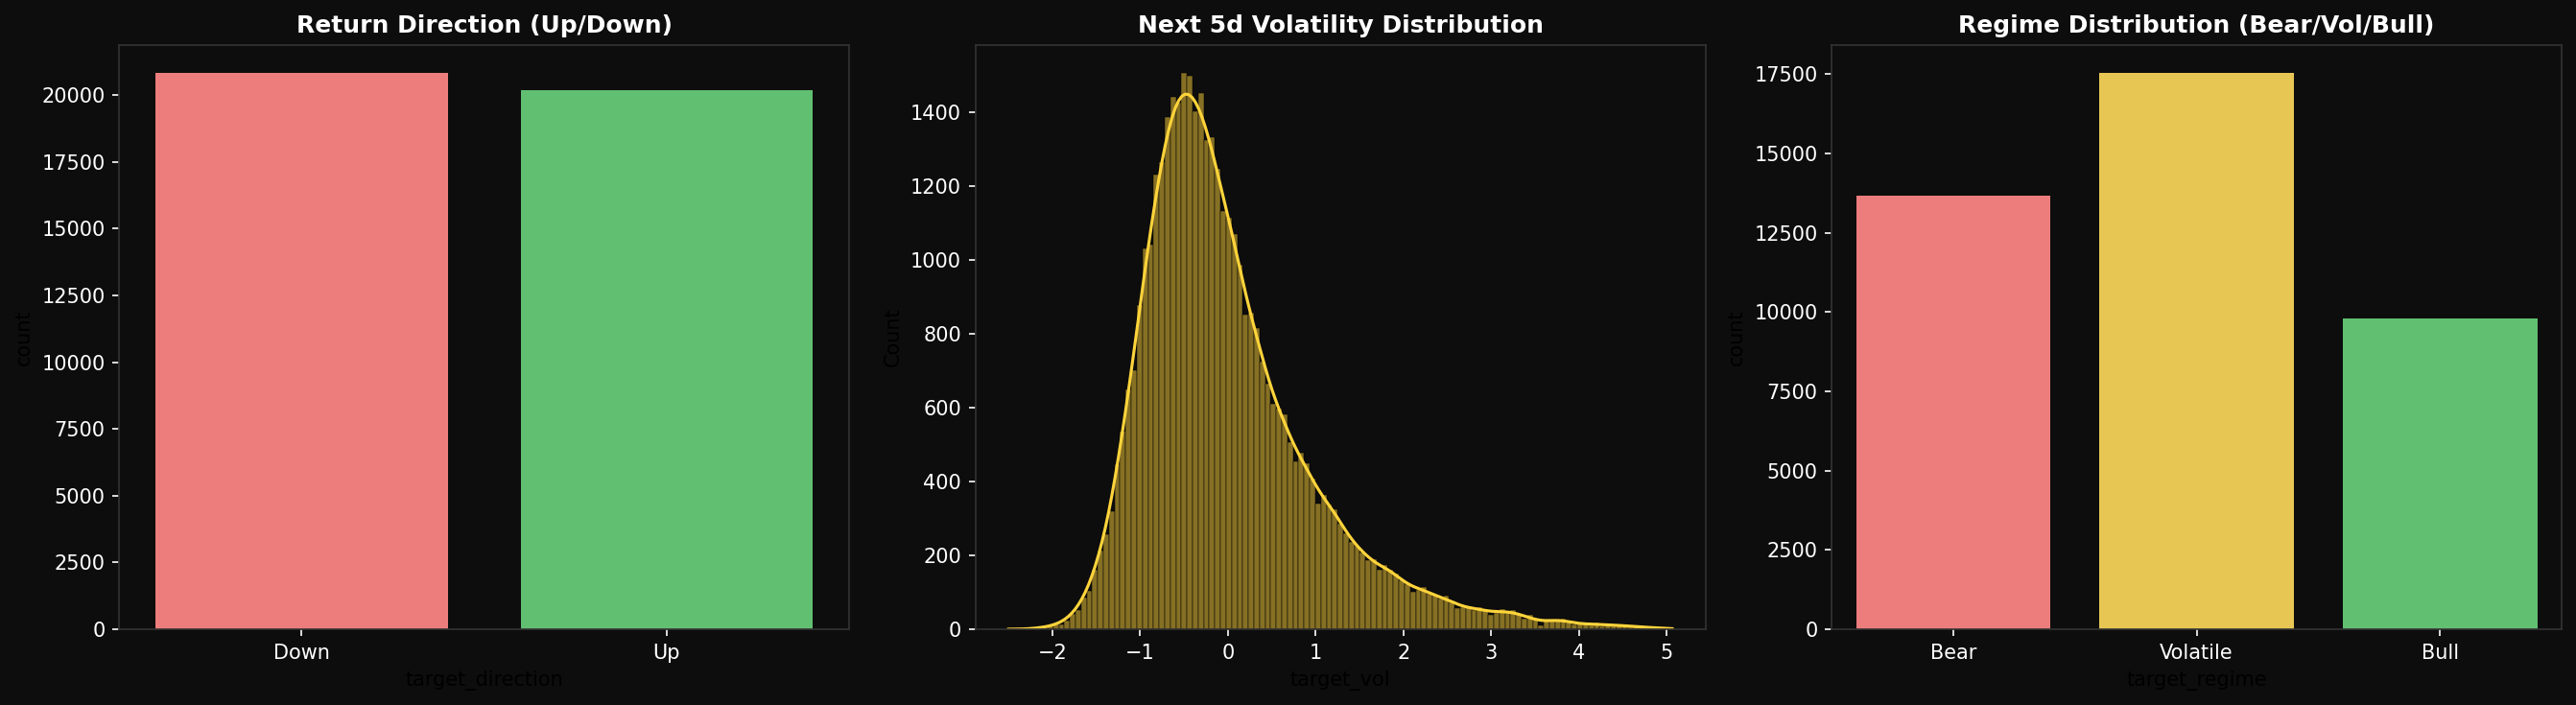 Return Direction (Up/Down)
20000
17500
15000
12500
10000
7500
5000
2500
0
count
Down
Up
target_direction
Next 5d Volatility Distribution
1400
1200
1000
800
600
400
200
0
Count
−2
−1
0
1
2
3
4
5
target_vol
Regime Distribution (Bear/Vol/Bull)
17500
15000
12500
10000
7500
5000
2500
0
count
Bear
Volatile
Bull
target_regime